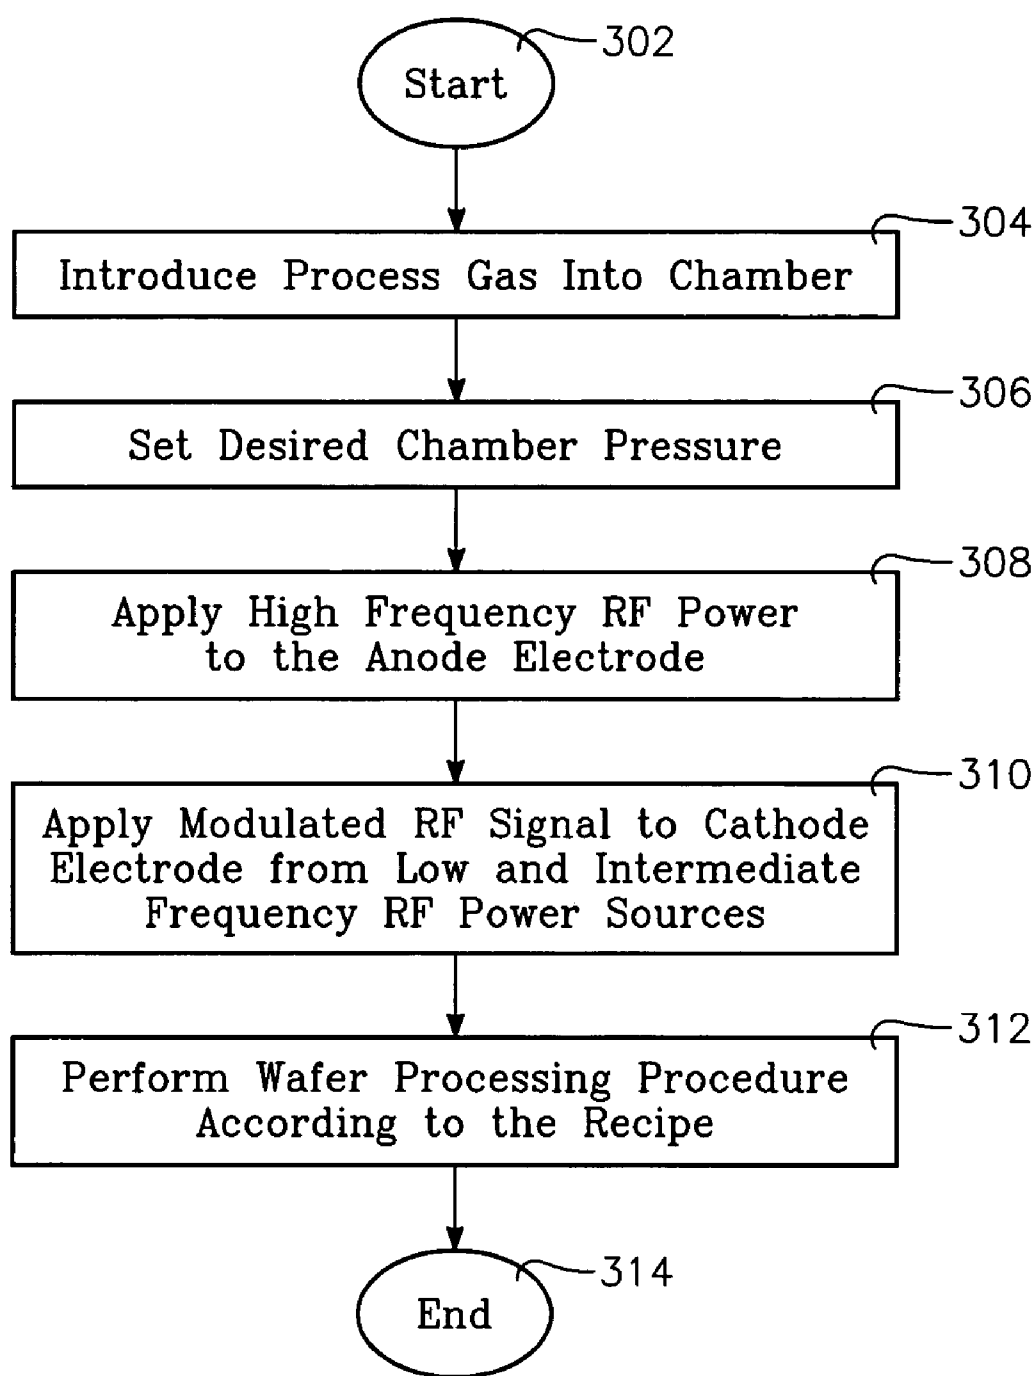 302
Start
304
Introduce Process Gas Into Chamber
306
Set Desired Chamber Pressure
308
Apply High Frequency RF Power
to the Anode Electrode
310
Apply Modulated RF Signal to Cathode
Electrode from Low and Intermediate
Frequency RF Power Sources
312
Perform Wafer Processing Procedure
According to the Recipe
314
End